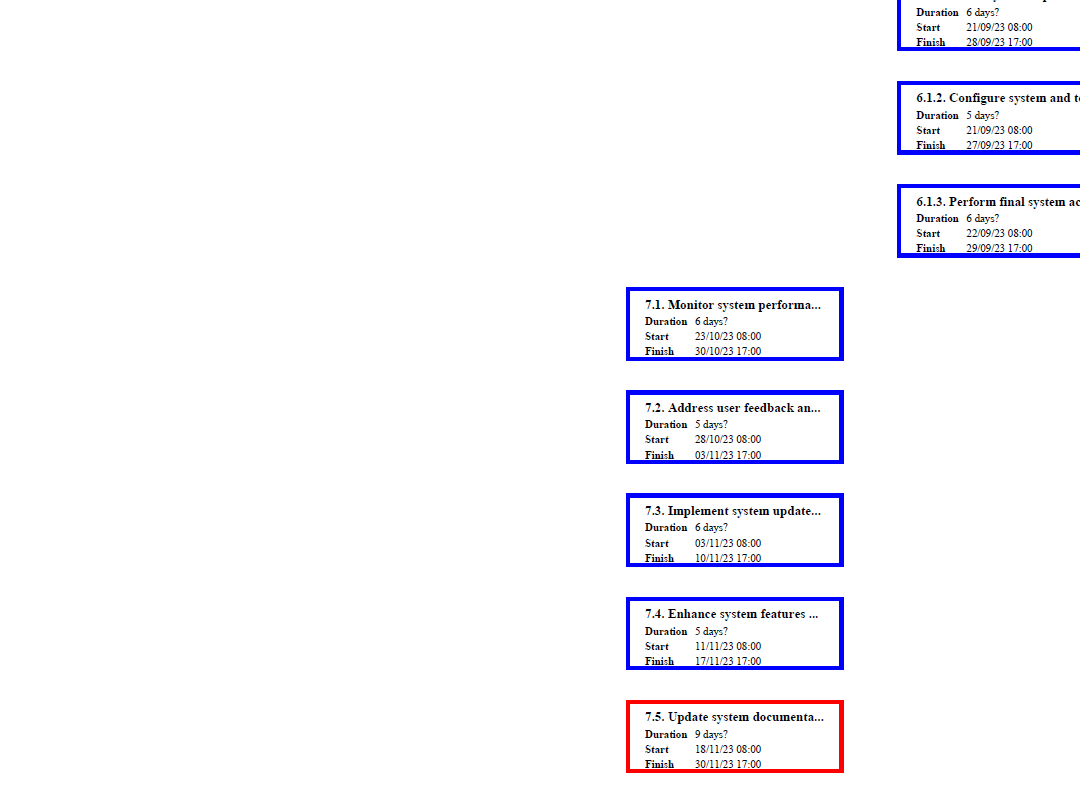 Duration 6 days?
Start 21/09/23 08:00
Finish 28/09/23 17:00
6.1.2. Configure system and
Duration 5 days?
Start 21/09/23 08:00
Finish 27/09/23 17:00
6.1.3. Perform final system
Duration 6 days?
Start 22/09/23 08:00
Finish 29/09/23 17:00
7.1. Monitor system performa...
Duration 6 days?
Start 23/10/23 08:00
Finish 30/10/23 17:00
7.2. Address user feedback an...
Duration 5 days?
Start 28/10/23 08:00
Finish 03/11/23 17:00
7.3. Implement system update...
Duration 6 days?
Start 03/11/23 08:00
Finish 10/11/23 17:00
7.4. Enhance system features ...
Duration 5 days?
Start 11/11/23 08:00
Finish 17/11/23 17:00
7.5. Update system documenta...
Duration 9 days?
Start 18/11/23 08:00
Finish 30/11/23 17:00